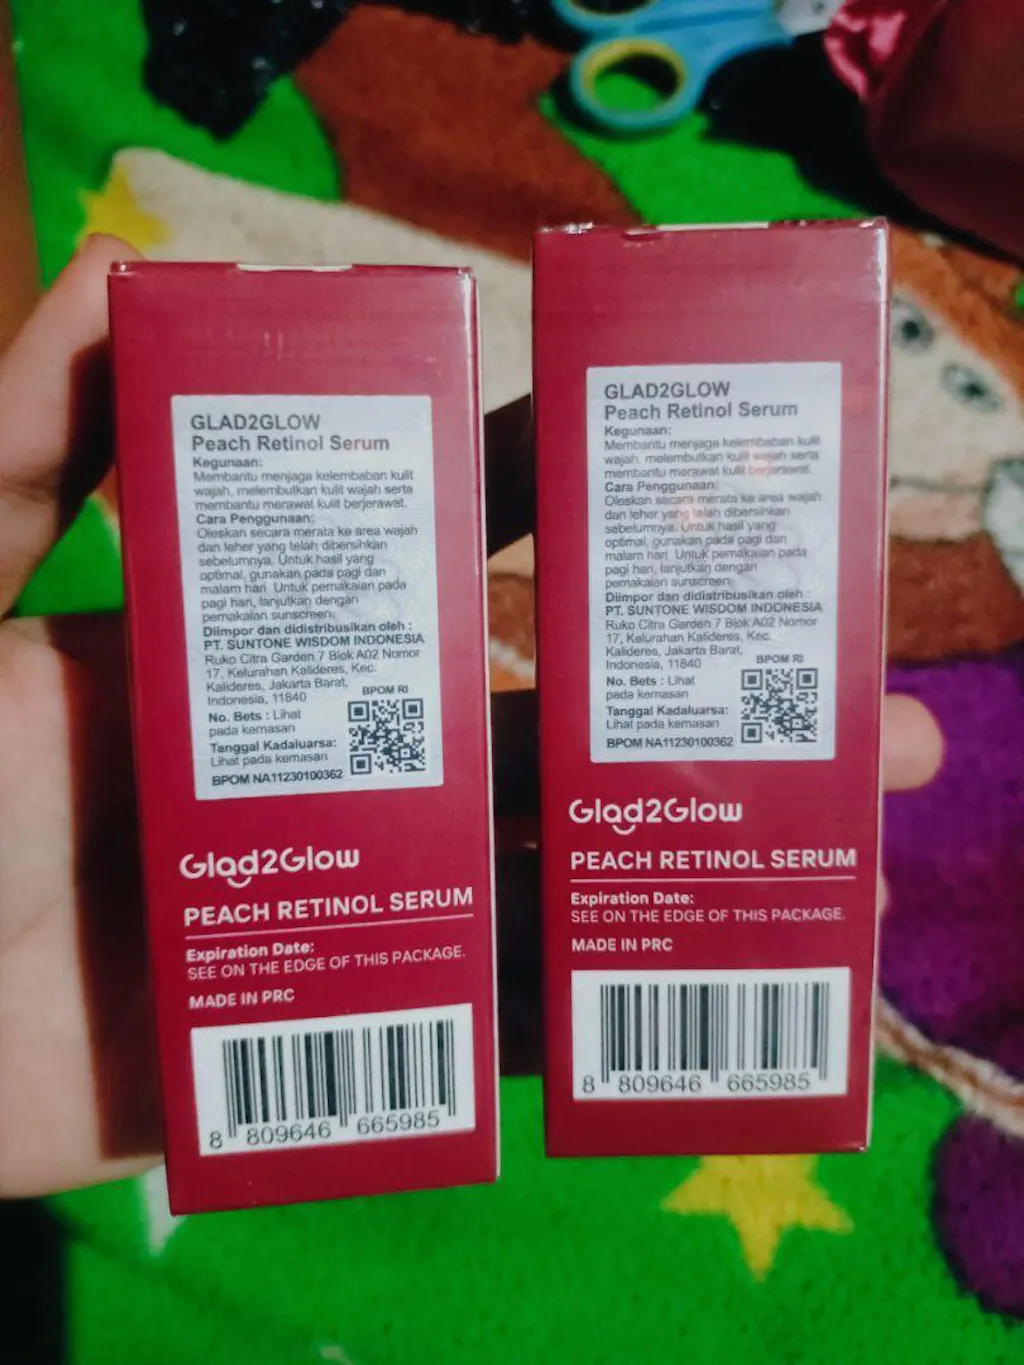 GLAD2GLOW
Peach Retinol Serum
Kegunaan:
Membantu menjaga kelembaban kulit
wajah, melembutkan kulit wajah serta
membantu merawat kulit berjerawat.
Cara Penggunaan:
Oleskan secara merata ke area wajah
dan leher yang telah dibersihkan
sebelumnya. Untuk hasil yang
optimal, gunakan pada pagi dan
malam hari. Untuk pemakaian pada
pagi hari, lanjutkan dengan
pemakaian sunscreen.
Diimpor dan didistribusikan oleh :
PT. SUNTONE WISDOM INDONESIA
Ruko Citra Garden 7 Blok A02 Nomor
17, Kelurahan Kalideres, Kec.
Kalideres, Jakarta Barat,
Indonesia, 11840
BPOM RI
No. Bets : Lihat
pada kemasan
Tanggal Kadaluarsa:
Lihat pada kemasan
BPOM NA11230100362
Glad2Glow
PEACH RETINOL SERUM
Expiration Date:
SEE ON THE EDGE OF THIS PACKAGE.
MADE IN PRC
8 809646 665985
GLAD2GLOW
Peach Retinol Serum
Kegunaan:
Membantu menjaga kelembaban kulit
wajah, melembutkan kulit wajah serta
membantu merawat kulit berjerawat.
Cara Penggunaan:
Oleskan secara merata ke area wajah
dan leher yang telah dibersihkan
sebelumnya. Untuk hasil yang
optimal, gunakan pada pagi dan
malam hari. Untuk pemakaian pada
pagi hari, lanjutkan dengan
pemakaian sunscreen.
Diimpor dan didistribusikan oleh :
PT. SUNTONE WISDOM INDONESIA
Ruko Citra Garden 7 Blok A02 Nomor
17, Kelurahan Kalideres, Kec.
Kalideres, Jakarta Barat,
Indonesia, 11840
BPOM RI
No. Bets : Lihat
pada kemasan
Tanggal Kadaluarsa:
Lihat pada kemasan
BPOM NA11230100362
Glad2Glow
PEACH RETINOL SERUM
Expiration Date:
SEE ON THE EDGE OF THIS PACKAGE.
MADE IN PRC
8 809646 665985